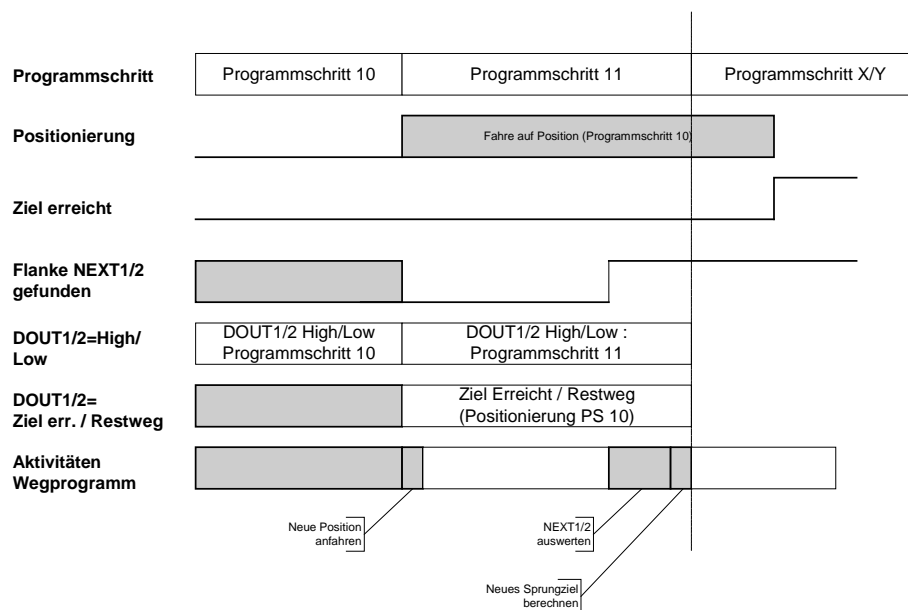 Programmschritt
Programmschritt 10
Programmschritt 11
Programmschritt X/Y
Positionierung
Fahre auf Position (Programmschritt 10)
Ziel erreicht
Flanke NEXT1/2
gefunden
DOUT1/2=High/
Low
DOUT1/2 High/Low
Programmschritt 10
DOUT1/2 High/Low :
Programmschritt 11
DOUT1/2=
Ziel err. / Restweg
Ziel Erreicht / Restweg
(Positionierung PS 10)
Aktivitäten
Wegprogramm
Neue Position
anfahren
NEXT1/2
auswerten
Neues Sprungziel
berechnen